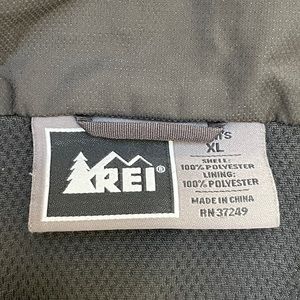 REI®
XL
SHELL:
100% POLYESTER
LINING:
100% POLYESTER
MADE IN CHINA
RN 37249